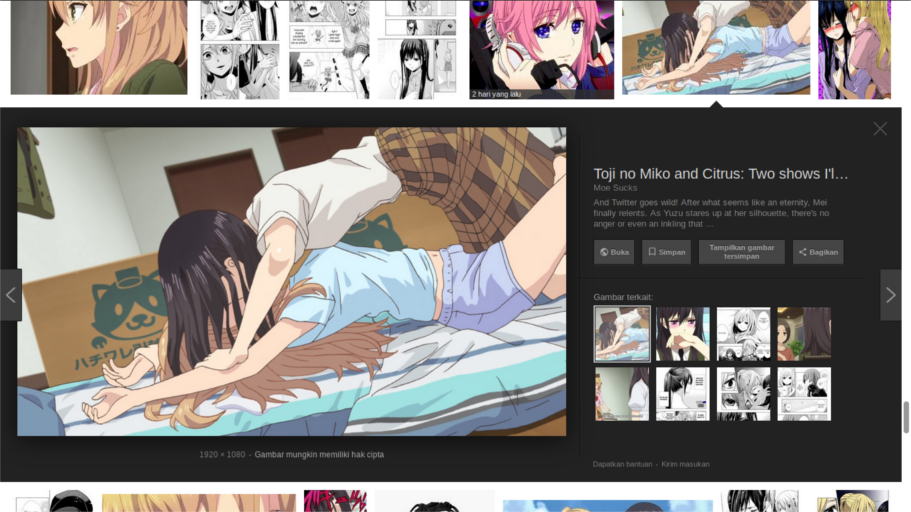 2 hari yang lalu
Toji no Miko and Citrus: Two shows I'l...
Moe Sucks
And Twitter goes wild! After what seems like an eternity, Mei
finally relents. As Yuzu stares up at her silhouette, there's no
anger or even an inkling that ...
Buka
Simpan
Tampilkan gambar
tersimpan
Bagikan
Gambar terkait:
ハチワレ
1920 × 1080 - Gambar mungkin memiliki hak cipta
Dapatkan bantuan - Kirim masukan